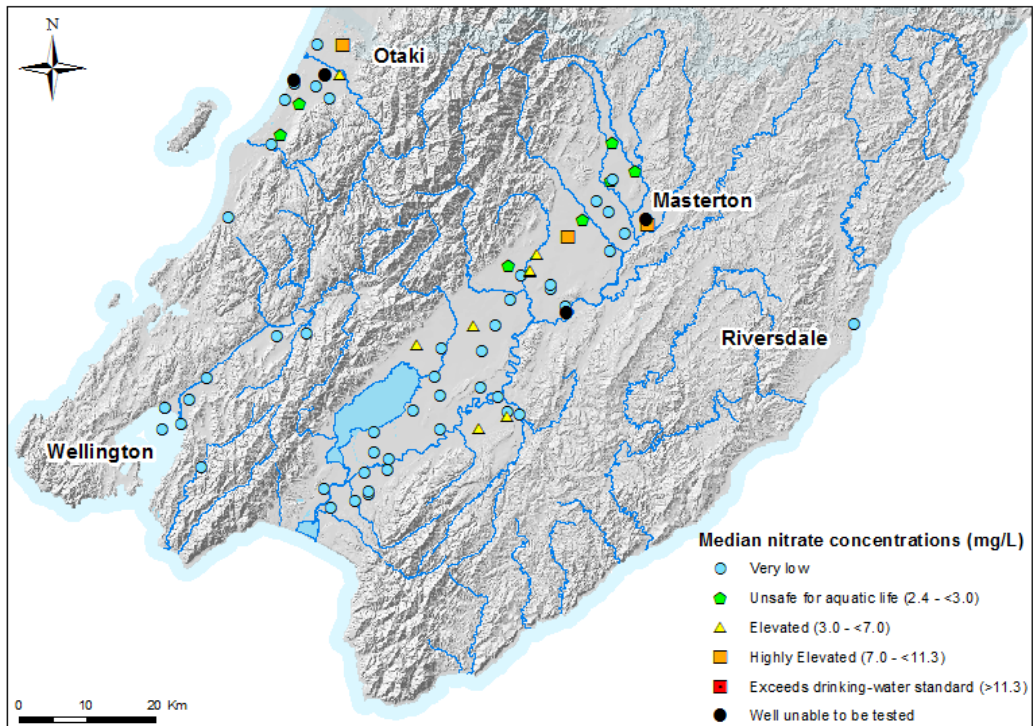 N
Otaki
Masterton
Riversdale
Wellington
Median nitrate concentrations (mg/L)
Very low
Unsafe for aquatic life (2.4 - <3.0)
Elevated (3.0 - <7.0)
Highly Elevated (7.0 - <11.3)
Exceeds drinking-water standard (>11.3)
Well unable to be tested
0 10 20 Km